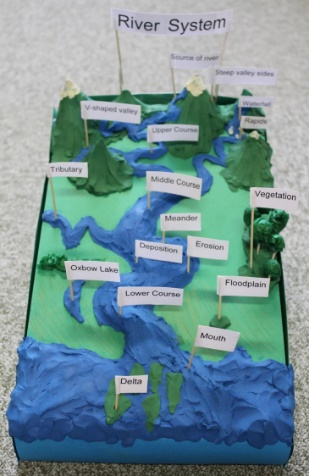 River System
Source of river
Steep valley sides
Waterfall
V-shaped valley
Rapids
Upper Course
Tributary
Middle Course
Vegetation
Meander
Deposition
Erosion
Oxbow Lake
Floodplain
Lower Course
Mouth
Delta